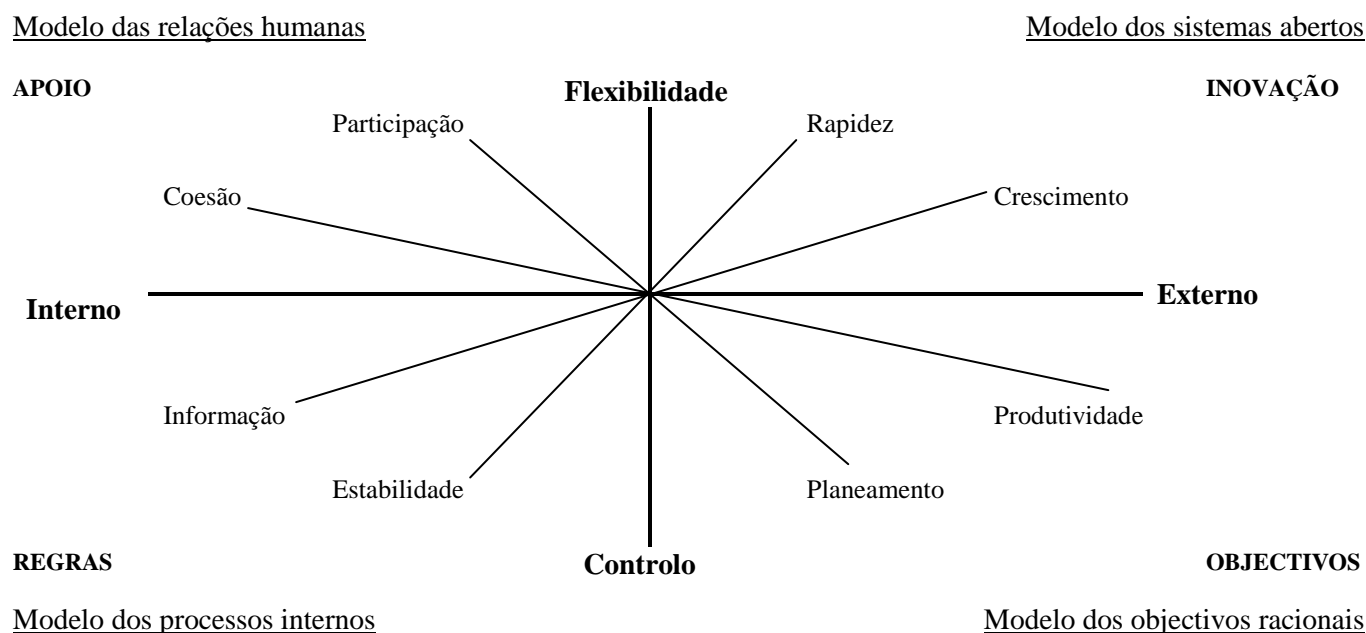 Modelo das relações humanas
Modelo dos sistemas abertos
APOIO
Flexibilidade
INOVAÇÃO
Participação
Rapidez
Coesão
Crescimento
Interno
Externo
Informação
Produtividade
Estabilidade
Planeamento
REGRAS
Controlo
OBJECTIVOS
Modelo dos processos internos
Modelo dos objectivos racionais